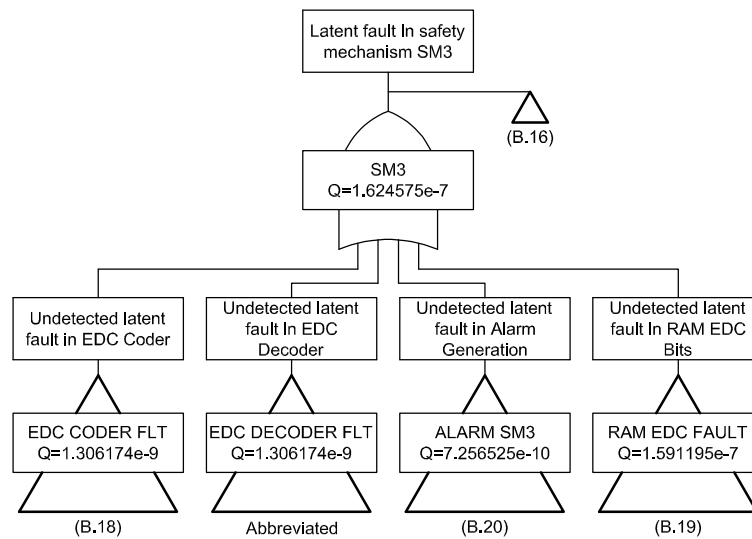 Latent fault In safety
mechanism SM3
(B.16)
SM3
Q=1.624575e-7
Undetected latent
fault in EDC Coder
Undetected latent
fault In EDC
Decoder
Undetected latent
fault in Alarm
Generation
Undetected latent
fault In RAM EDC
Bits
EDC CODER FLT
Q=1.306174e-9
EDC DECODER FLT
Q=1.306174e-9
ALARM SM3
Q=7.256525e-10
RAM EDC FAULT
Q=1.591195e-7
(B.18)
Abbreviated
(B.20)
(B.19)